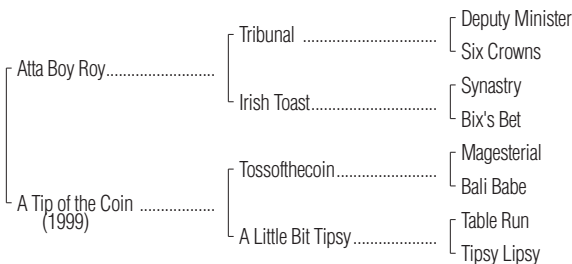 Deputy Minister
Tribunal ..................................
Six Crowns
Atta Boy Roy...........................
Synastry
Irish Toast................................
Bix's Bet
Magesterial
Tossofthecoin.........................
Bali Babe
A Tip of the Coin ..................
(1999)
Table Run
A Little Bit Tipsy.....................
Tipsy Lipsy